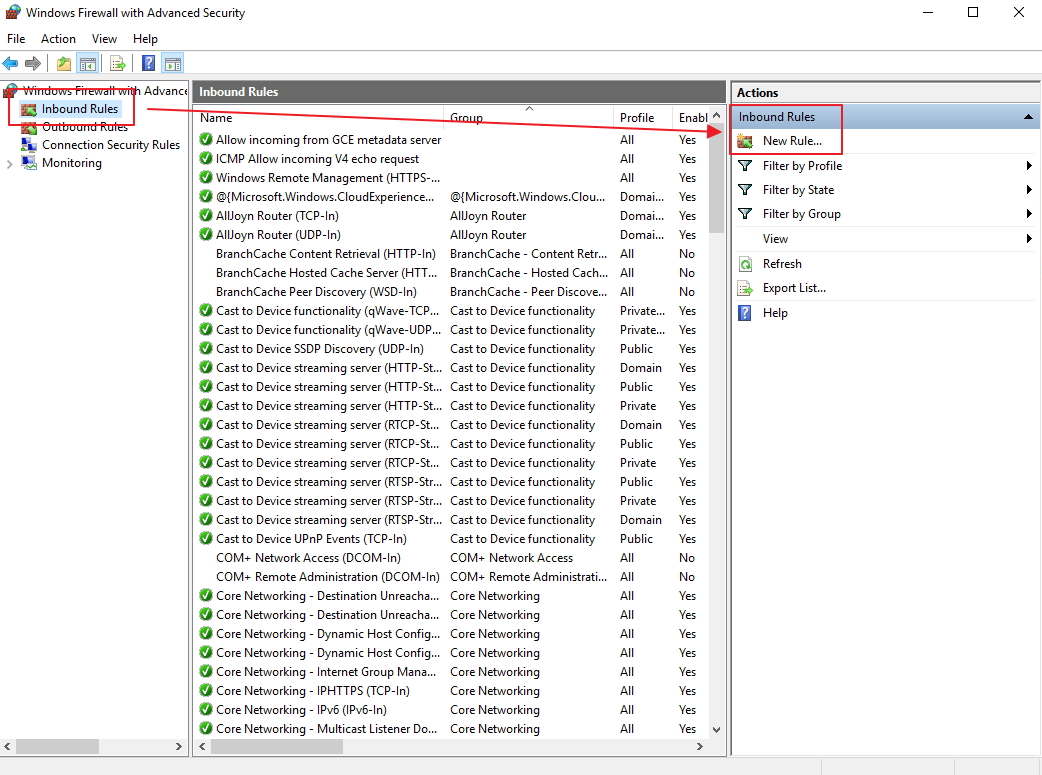 Windows Firewall with Advanced Security
File Action View Help
Windows Firewall with Advance
Inbound Rules
Outbound Rules
Connection Security Rules
Monitoring
Inbound Rules
Name Group Profile Enabl
Allow incoming from GCE metadata server All Yes
ICMP Allow incoming V4 echo request All Yes
Windows Remote Management (HTTPS-... All Yes
@{Microsoft.Windows.CloudExperience... @{Microsoft.Windows.Clou... Domai... Yes
AllJoyn Router (TCP-In) AllJoyn Router Domai... Yes
AllJoyn Router (UDP-In) AllJoyn Router Domai... Yes
BranchCache Content Retrieval (HTTP-In) BranchCache - Content Retr... All No
BranchCache Hosted Cache Server (HTT... BranchCache - Hosted Cach... All No
BranchCache Peer Discovery (WSD-In) BranchCache - Peer Discove... All No
Cast to Device functionality (qWave-TCP... Cast to Device functionality Private... Yes
Cast to Device functionality (qWave-UDP... Cast to Device functionality Private... Yes
Cast to Device SSDP Discovery (UDP-In) Cast to Device functionality Public Yes
Cast to Device streaming server (HTTP-St... Cast to Device functionality Domain Yes
Cast to Device streaming server (HTTP-St... Cast to Device functionality Public Yes
Cast to Device streaming server (HTTP-St... Cast to Device functionality Private Yes
Cast to Device streaming server (RTCP-St... Cast to Device functionality Domain Yes
Cast to Device streaming server (RTCP-St... Cast to Device functionality Public Yes
Cast to Device streaming server (RTCP-St... Cast to Device functionality Private Yes
Cast to Device streaming server (RTSP-Str... Cast to Device functionality Public Yes
Cast to Device streaming server (RTSP-Str... Cast to Device functionality Private Yes
Cast to Device streaming server (RTSP-Str... Cast to Device functionality Domain Yes
Cast to Device UPnP Events (TCP-In) Cast to Device functionality Public Yes
COM+ Network Access (DCOM-In) COM+ Network Access All No
COM+ Remote Administration (DCOM-In) COM+ Remote Administrati... All No
Core Networking - Destination Unreacha... Core Networking All Yes
Core Networking - Destination Unreacha... Core Networking All Yes
Core Networking - Dynamic Host Config... Core Networking All Yes
Core Networking - Dynamic Host Config... Core Networking All Yes
Core Networking - Internet Group Mana... Core Networking All Yes
Core Networking - IPHTTPS (TCP-In) Core Networking All Yes
Core Networking - IPv6 (IPv6-In) Core Networking All Yes
Core Networking - Multicast Listener Do... Core Networking All Yes
Actions
Inbound Rules
New Rule...
Filter by Profile
Filter by State
Filter by Group
View
Refresh
Export List...
Help